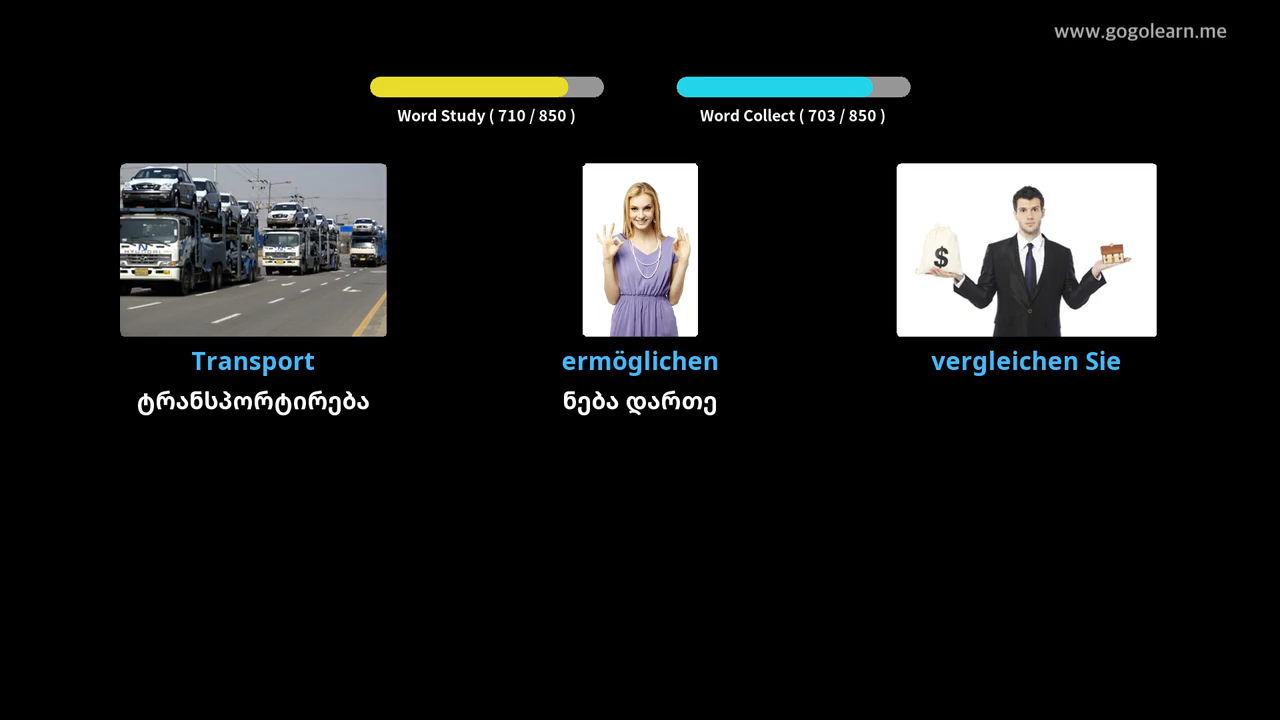 www.gogolearn.me
Word Study ( 710 / 850 )
Word Collect ( 703 / 850 )
$
Transport
ermöglichen
vergleichen Sie
ტრანსპორტირება
ნება დართე